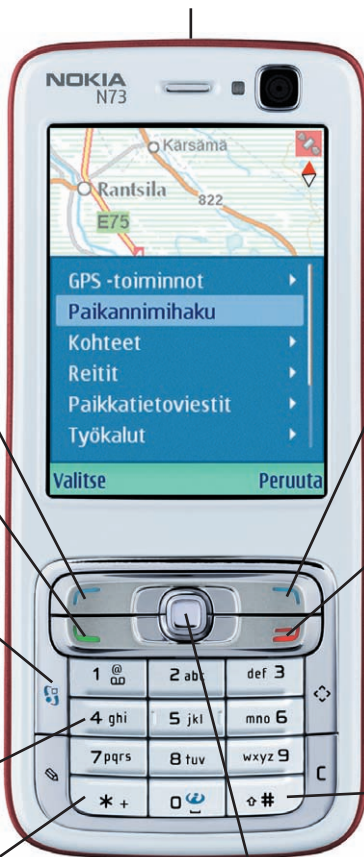 NOKIA
N73
Kärsämä
Rantsila
822
E75
GPS -toiminnot
Paikannimihaku
Kohteet
Reitit
Paikkatietoviestit
Työkalut
Valitse Peruuta
1 @ 2 abc def 3
4 ghi 5 jkl mno 6
7pqrs 8 tuv wxyz 9
* + 0 #
C